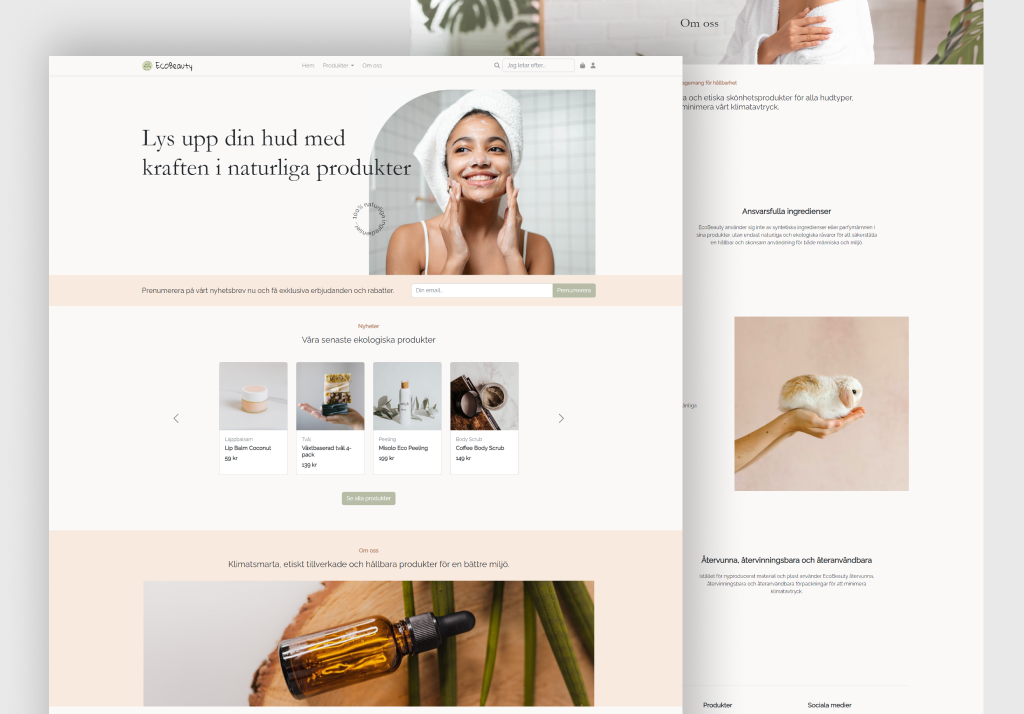 EcoBeauty
Hem
Produkter
Om oss
Jag letar efter...
Lys upp din hud med
kraften i naturliga produkter
100% naturliga ingredienser
Prenumerera på vårt nyhetsbrev nu och få exklusiva erbjudanden och rabatter.
Din email...
Prenumerera
Nyheter
Våra senaste ekologiska produkter
Läppbalsam
Lip Balm Coconut
59 kr
Tvål
Växtbaserad tvål 4-
pack
139 kr
Peeling
Misolo Eco Peeling
199 kr
Body Scrub
Coffee Body Scrub
149 kr
Se alla produkter
Om oss
Klimatsmarta, etiskt tillverkade och hållbara produkter för en bättre miljö.
Om oss
för hållbarhet
a och etiska skönhetsprodukter för alla hudtyper,
minimera vårt klimatavtryck.
Ansvarsfulla ingredienser
EcoBeauty använder sig inte av syntetiska ingredienser eller parfymämnen i
sina produkter, utan endast naturliga och ekologiska råvaror för att säkerställa
en hållbar och skonsam användning för både människa och miljö.
Återvunna, återvinningsbara och återanvändbara
Istället för nyproducerat material och plast använder EcoBeauty återvunna,
återvinningsbara och återanvändbara förpackningar för att minimera
klimatavtryck.
Produkter
Sociala medier